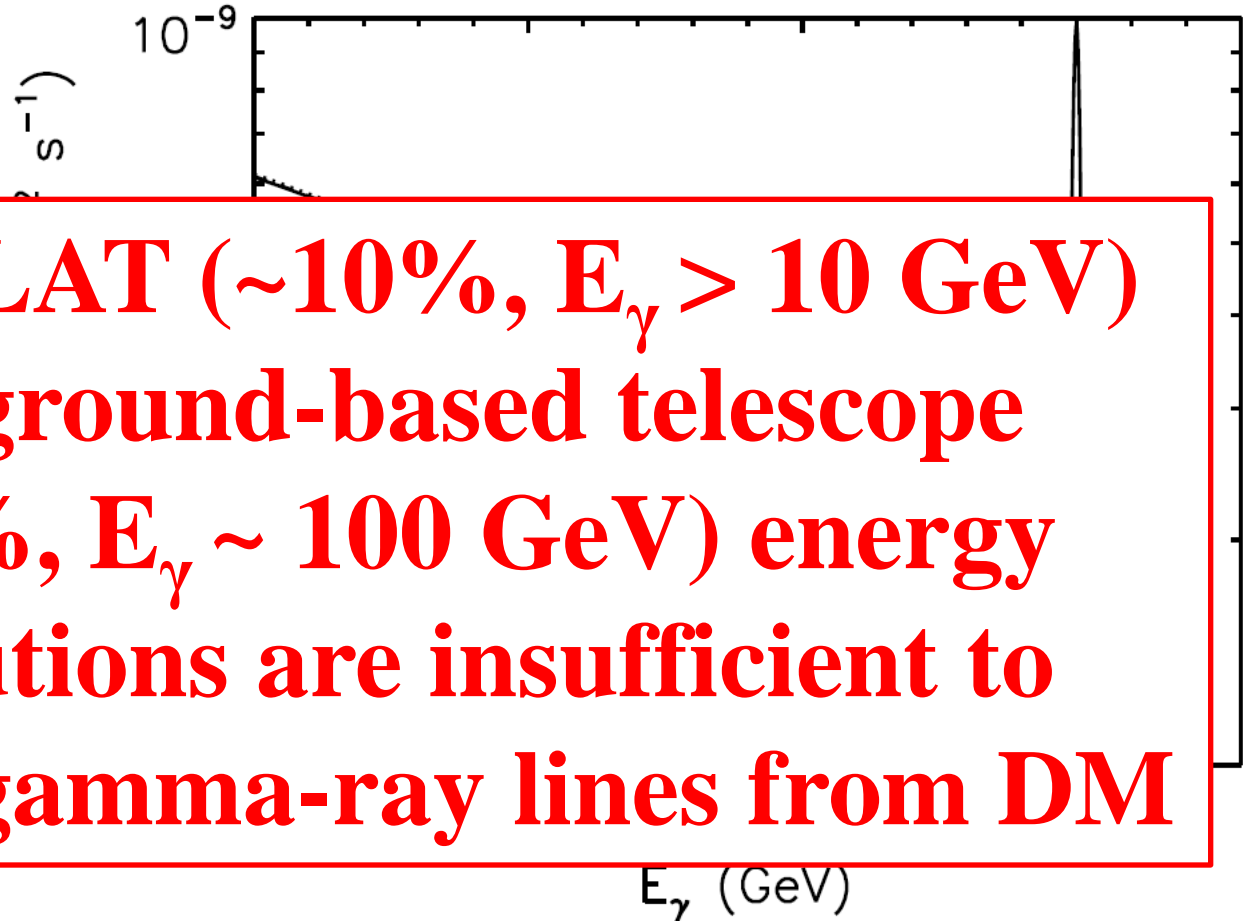 10⁻⁹
s⁻¹)
LAT (~10%, Eγ > 10 GeV)
ground-based telescope
%, Eγ ~ 100 GeV) energy
utions are insufficient to
gamma-ray lines from DM
Eγ (GeV)